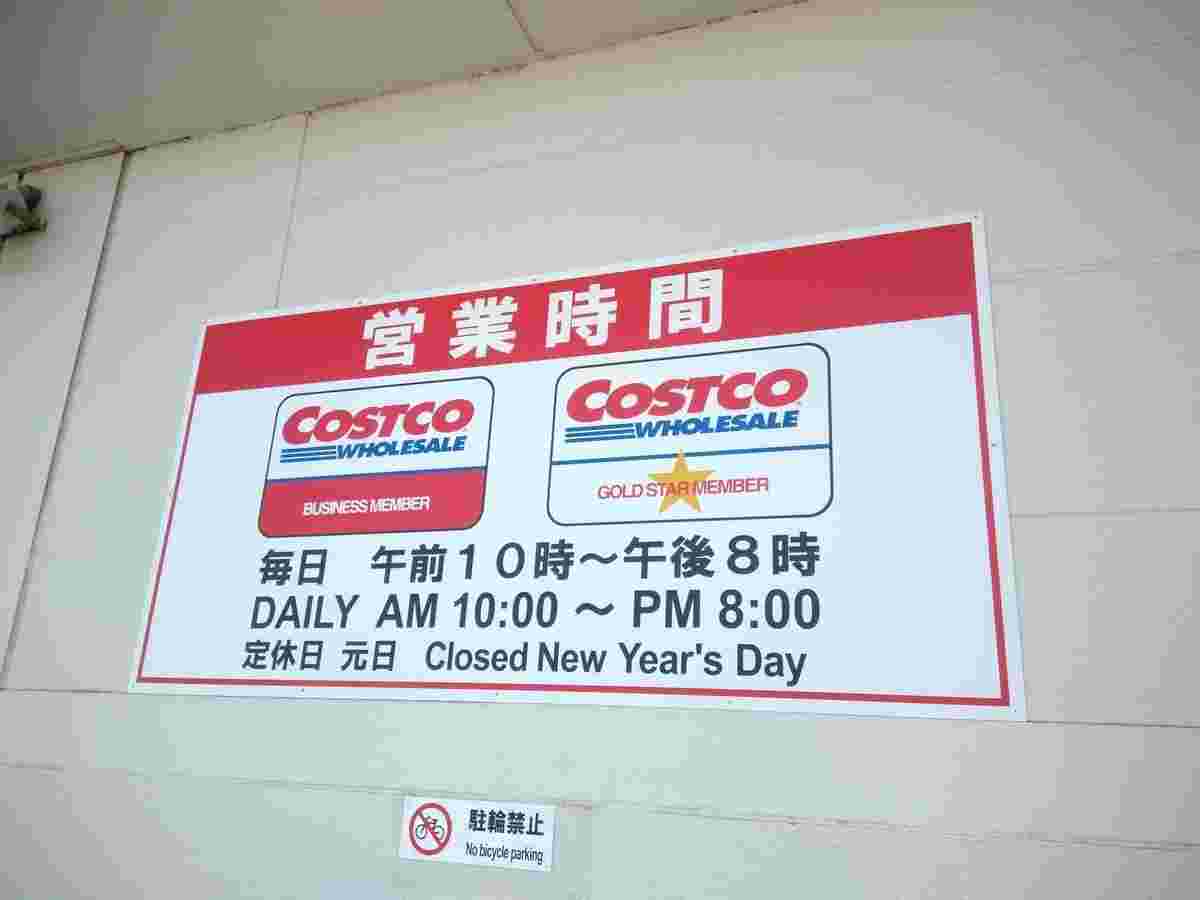 営業時間
COSTCO
WHOLESALE
BUSINESS MEMBER
COSTCO
WHOLESALE
GOLD STAR MEMBER
毎日 午前10時~午後8時
DAILY AM 10:00 ~ PM 8:00
定休日 元日 Closed New Year's Day
駐輪禁止
No bicycle parking